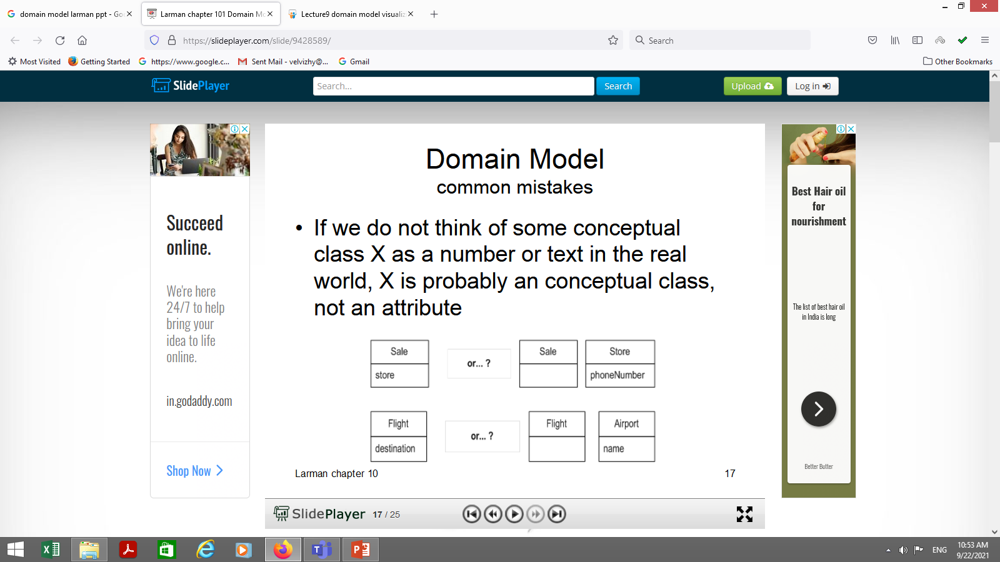 domain model larman ppt - Go
Larman chapter 101 Domain Mo
Lecture9 domain model visualiz
https://slideplayer.com/slide/9428589/
Search
Most Visited
Getting Started
https://www.google.c...
Sent Mail - velvizhy@...
Gmail
Other Bookmarks
SlidePlayer
Search...
Search
Upload
Log in
Succeed
online.
We're here
24/7 to help
bring your
idea to life
online.
in.godaddy.com
Shop Now
Domain Model
common mistakes
• If we do not think of some conceptual
class X as a number or text in the real
world, X is probably an conceptual class,
not an attribute
Sale
store
or... ?
Sale
Store
phoneNumber
Flight
destination
or... ?
Flight
Airport
name
Larman chapter 10
17
SlidePlayer
17 / 25
Best Hair oil
for
nourishment
The list of best hair oil
in India is long
Better Butter
ENG
10:53 AM
9/22/2021